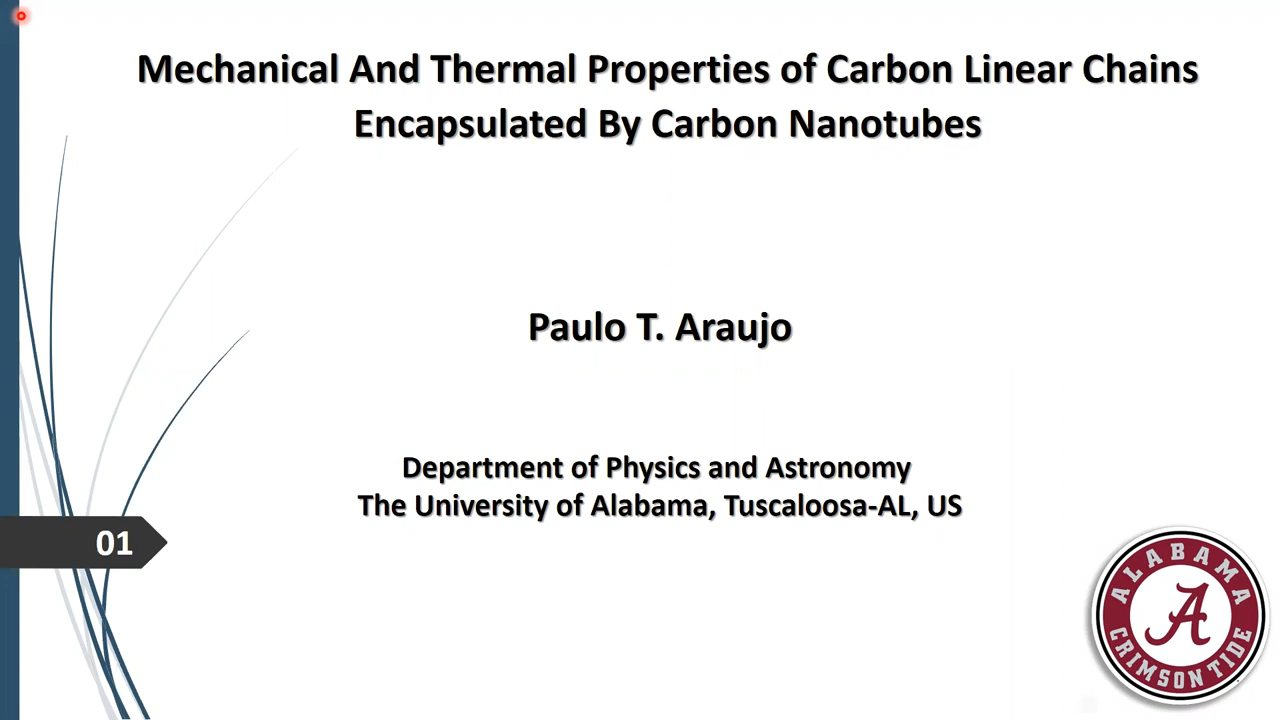 Mechanical And Thermal Properties of Carbon Linear Chains
Encapsulated By Carbon Nanotubes
Paulo T. Araujo
Department of Physics and Astronomy
The University of Alabama, Tuscaloosa-AL, US
01
ALABAMA
A
CRIMSON TIDE